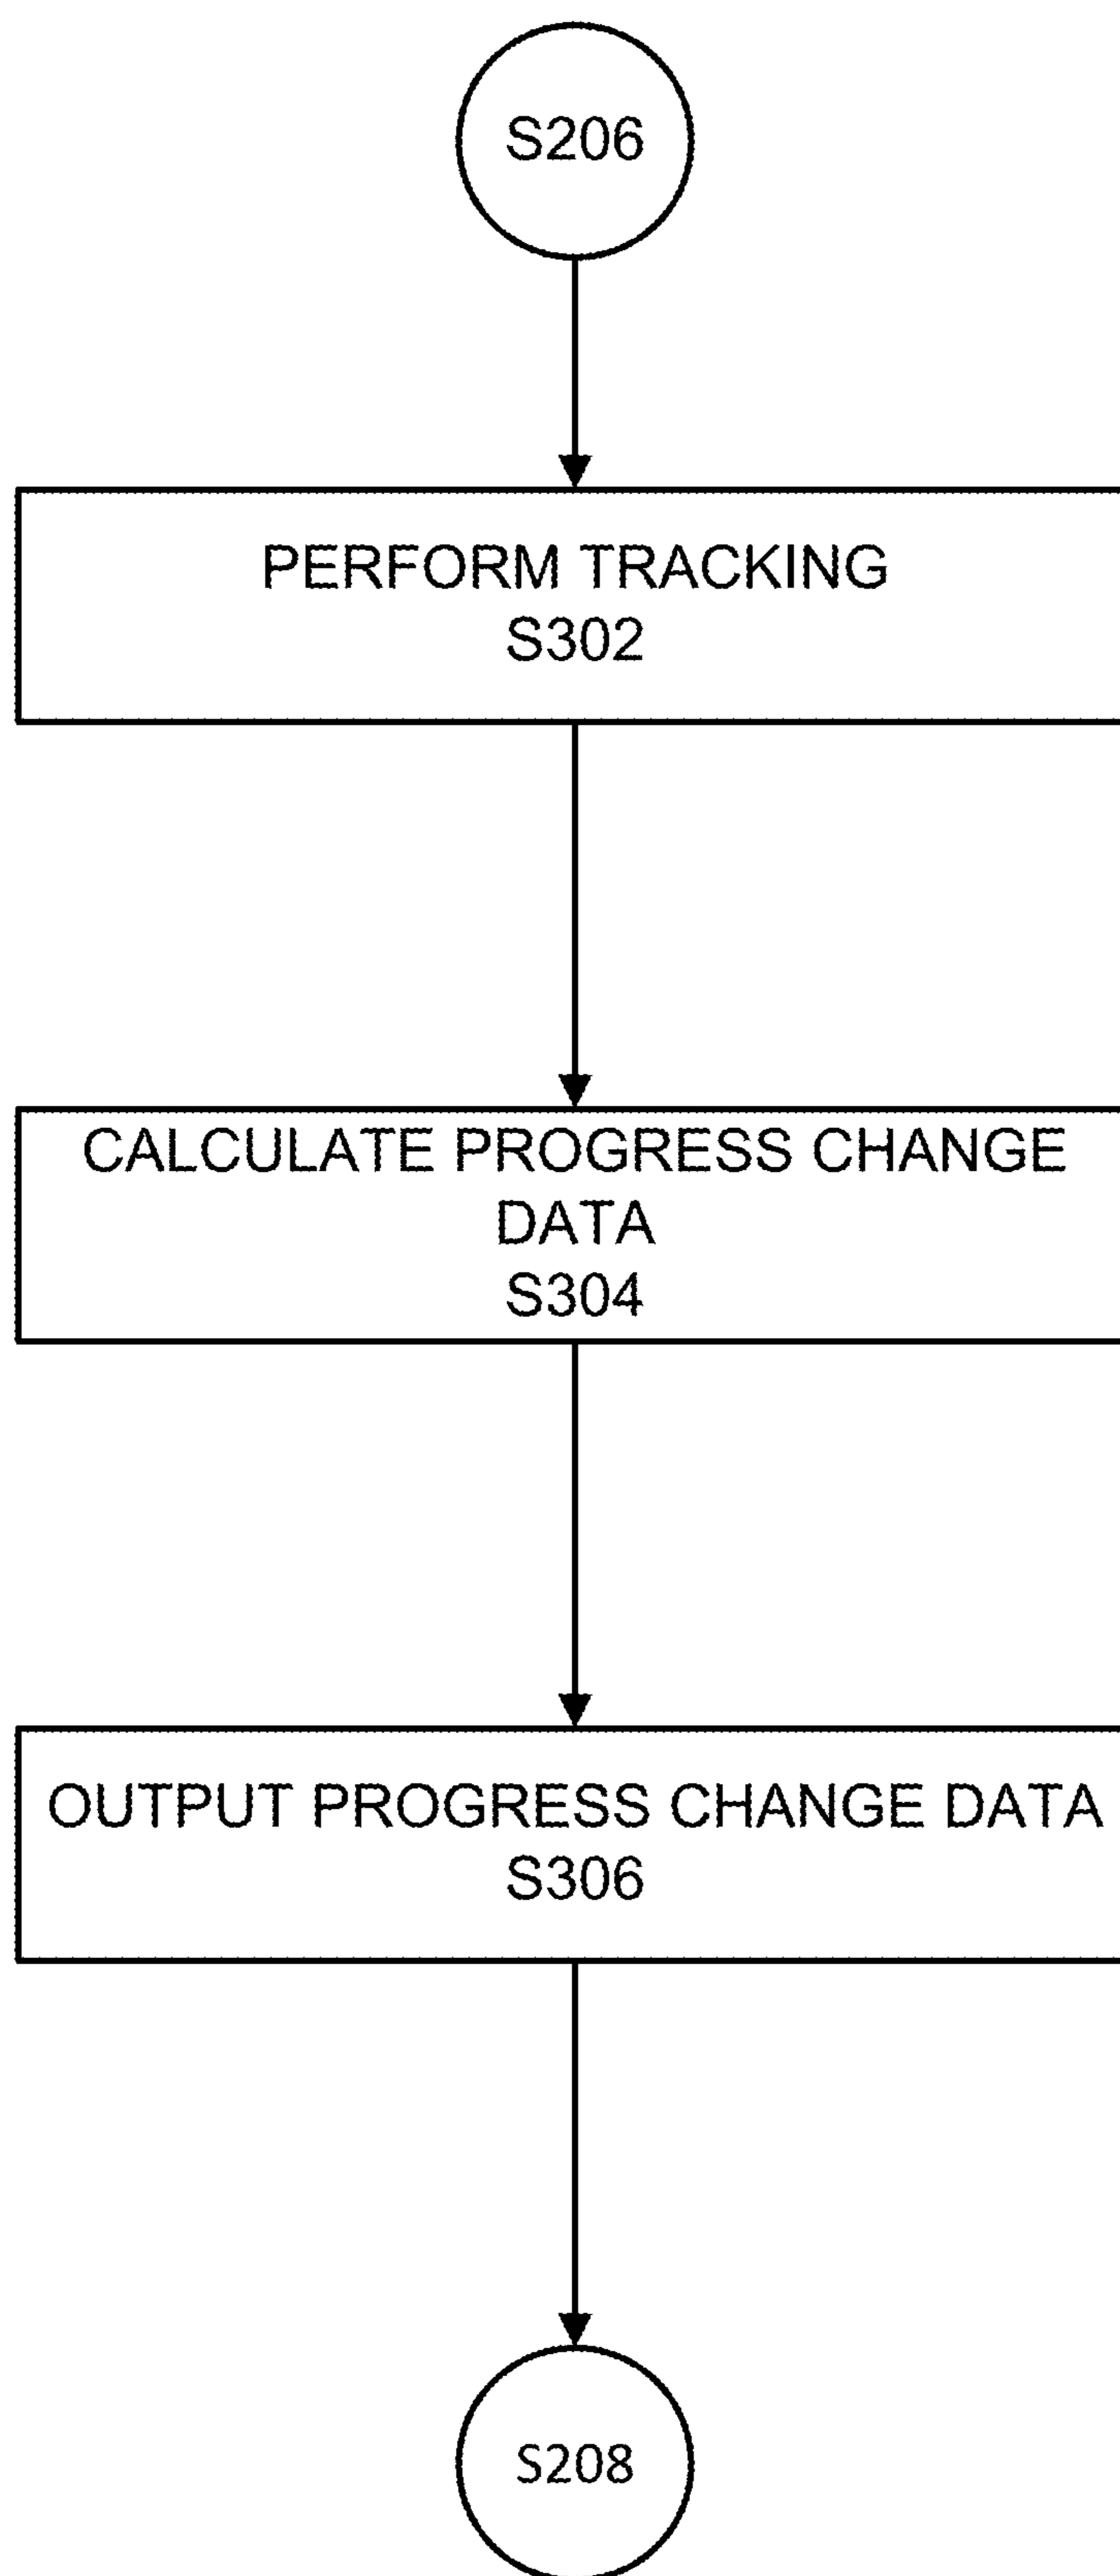 S206
PERFORM TRACKING
S302
CALCULATE PROGRESS CHANGE
DATA
S304
OUTPUT PROGRESS CHANGE DATA
S306
S208